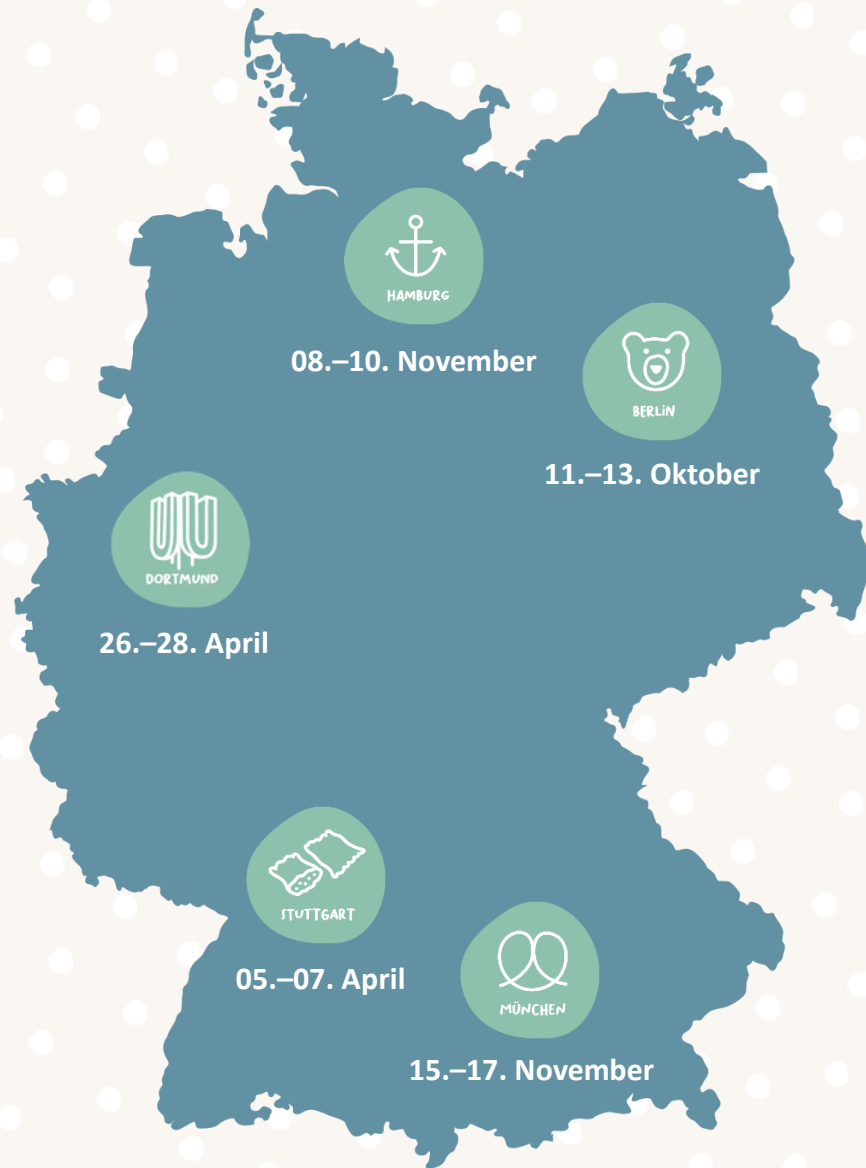 HAMBURG
08.–10. November
BERLiN
11.–13. Oktober
DORTMUND
26.–28. April
STUTTGART
05.–07. April
MÜNCHEN
15.–17. November